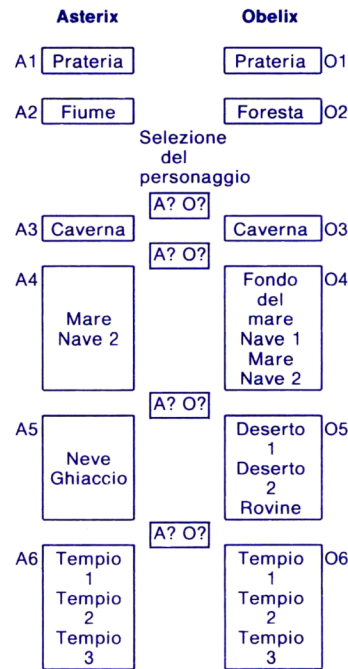 Asterix Obelix
A1 Prateria Prateria O1
A2 Fiume Foresta O2
Selezione
del
personaggio
A? O?
A3 Caverna Caverna O3
A? O?
A4 Mare
Nave 2
Fondo O4
del
mare
Nave 1
Mare
Nave 2
A? O?
A5 Neve
Ghiaccio
Deserto O5
1
Deserto
2
Rovine
A? O?
A6 Tempio
1
Tempio
2
Tempio
3
Tempio O6
1
Tempio
2
Tempio
3